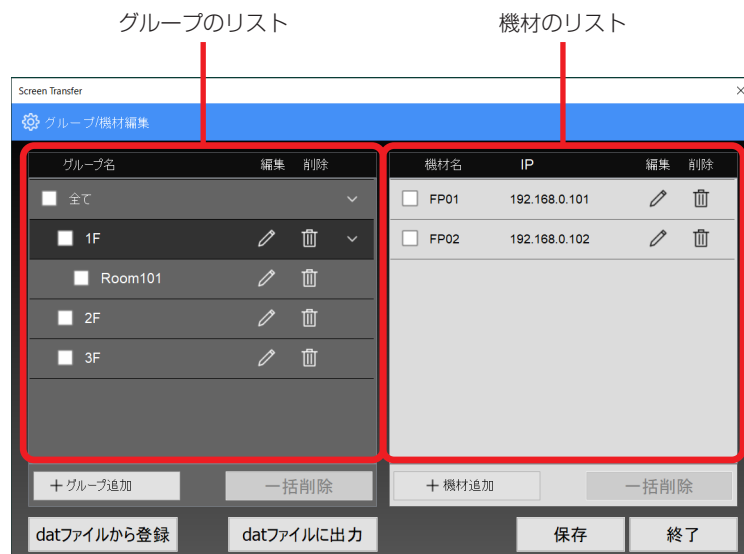 グループのリスト 機材のリスト
Screen Transfer
グループ/機材編集
グループ名 編集 削除 機材名 IP 編集 削除
全て FP01 192.168.0.101
1F FP02 192.168.0.102
Room101
2F
3F
＋グループ追加 一括削除 ＋機材追加 一括削除
datファイルから登録 datファイルに出力 保存 終了